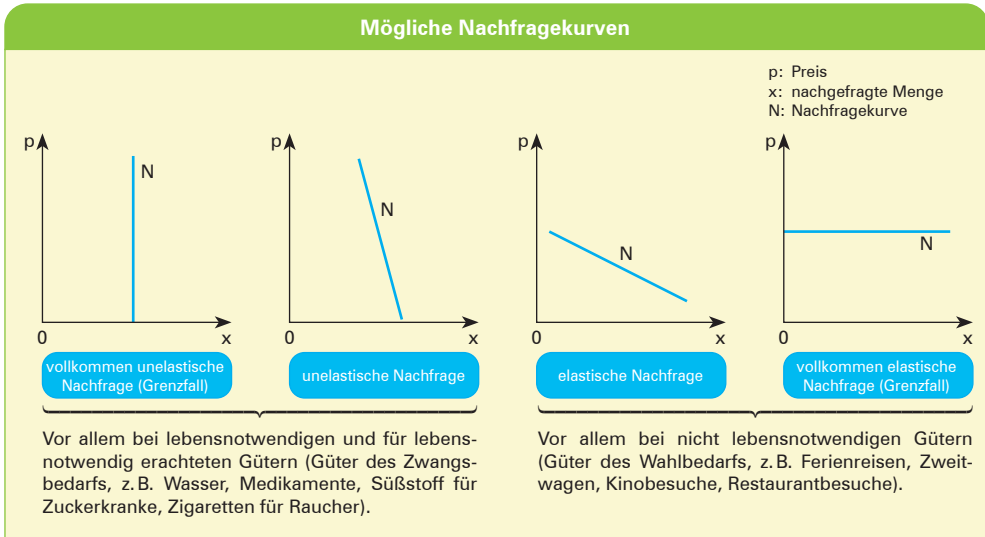 Mögliche Nachfragekurven
p: Preis
x: nachgefragte Menge
N: Nachfragekurve
p
N
0
x
p
N
0
x
p
N
0
x
p
N
0
x
vollkommen unelastische
Nachfrage (Grenzfall)
unelastische Nachfrage
elastische Nachfrage
vollkommen elastische
Nachfrage (Grenzfall)
Vor allem bei lebensnotwendigen und für lebens-
notwendig erachteten Gütern (Güter des Zwangs-
bedarfs, z. B. Wasser, Medikamente, Süßstoff für
Zuckerkranke, Zigaretten für Raucher).
Vor allem bei nicht lebensnotwendigen Gütern
(Güter des Wahlbedarfs, z. B. Ferienreisen, Zweit-
wagen, Kinobesuche, Restaurantbesuche).